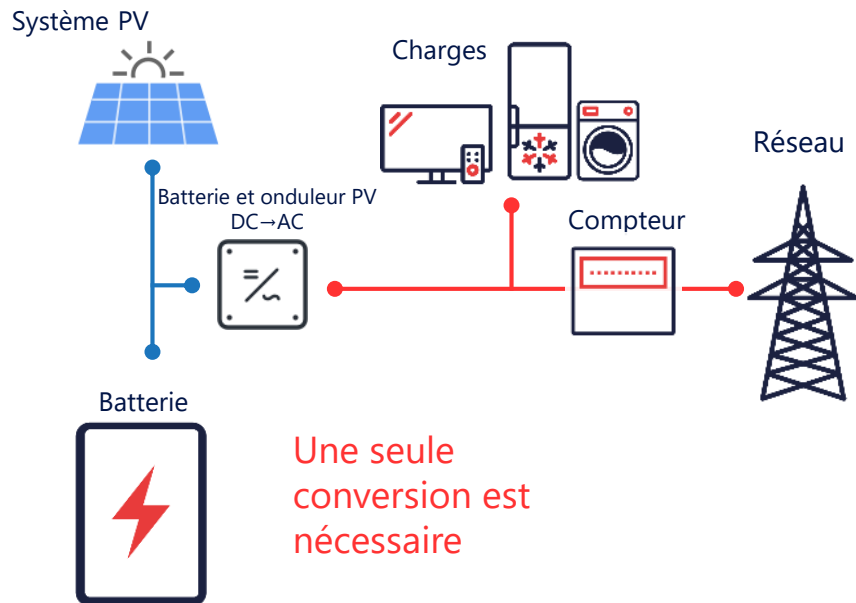 Système PV
Charges
Réseau
Batterie et onduleur PV
DC→AC
Compteur
Batterie
Une seule
conversion est
nécessaire